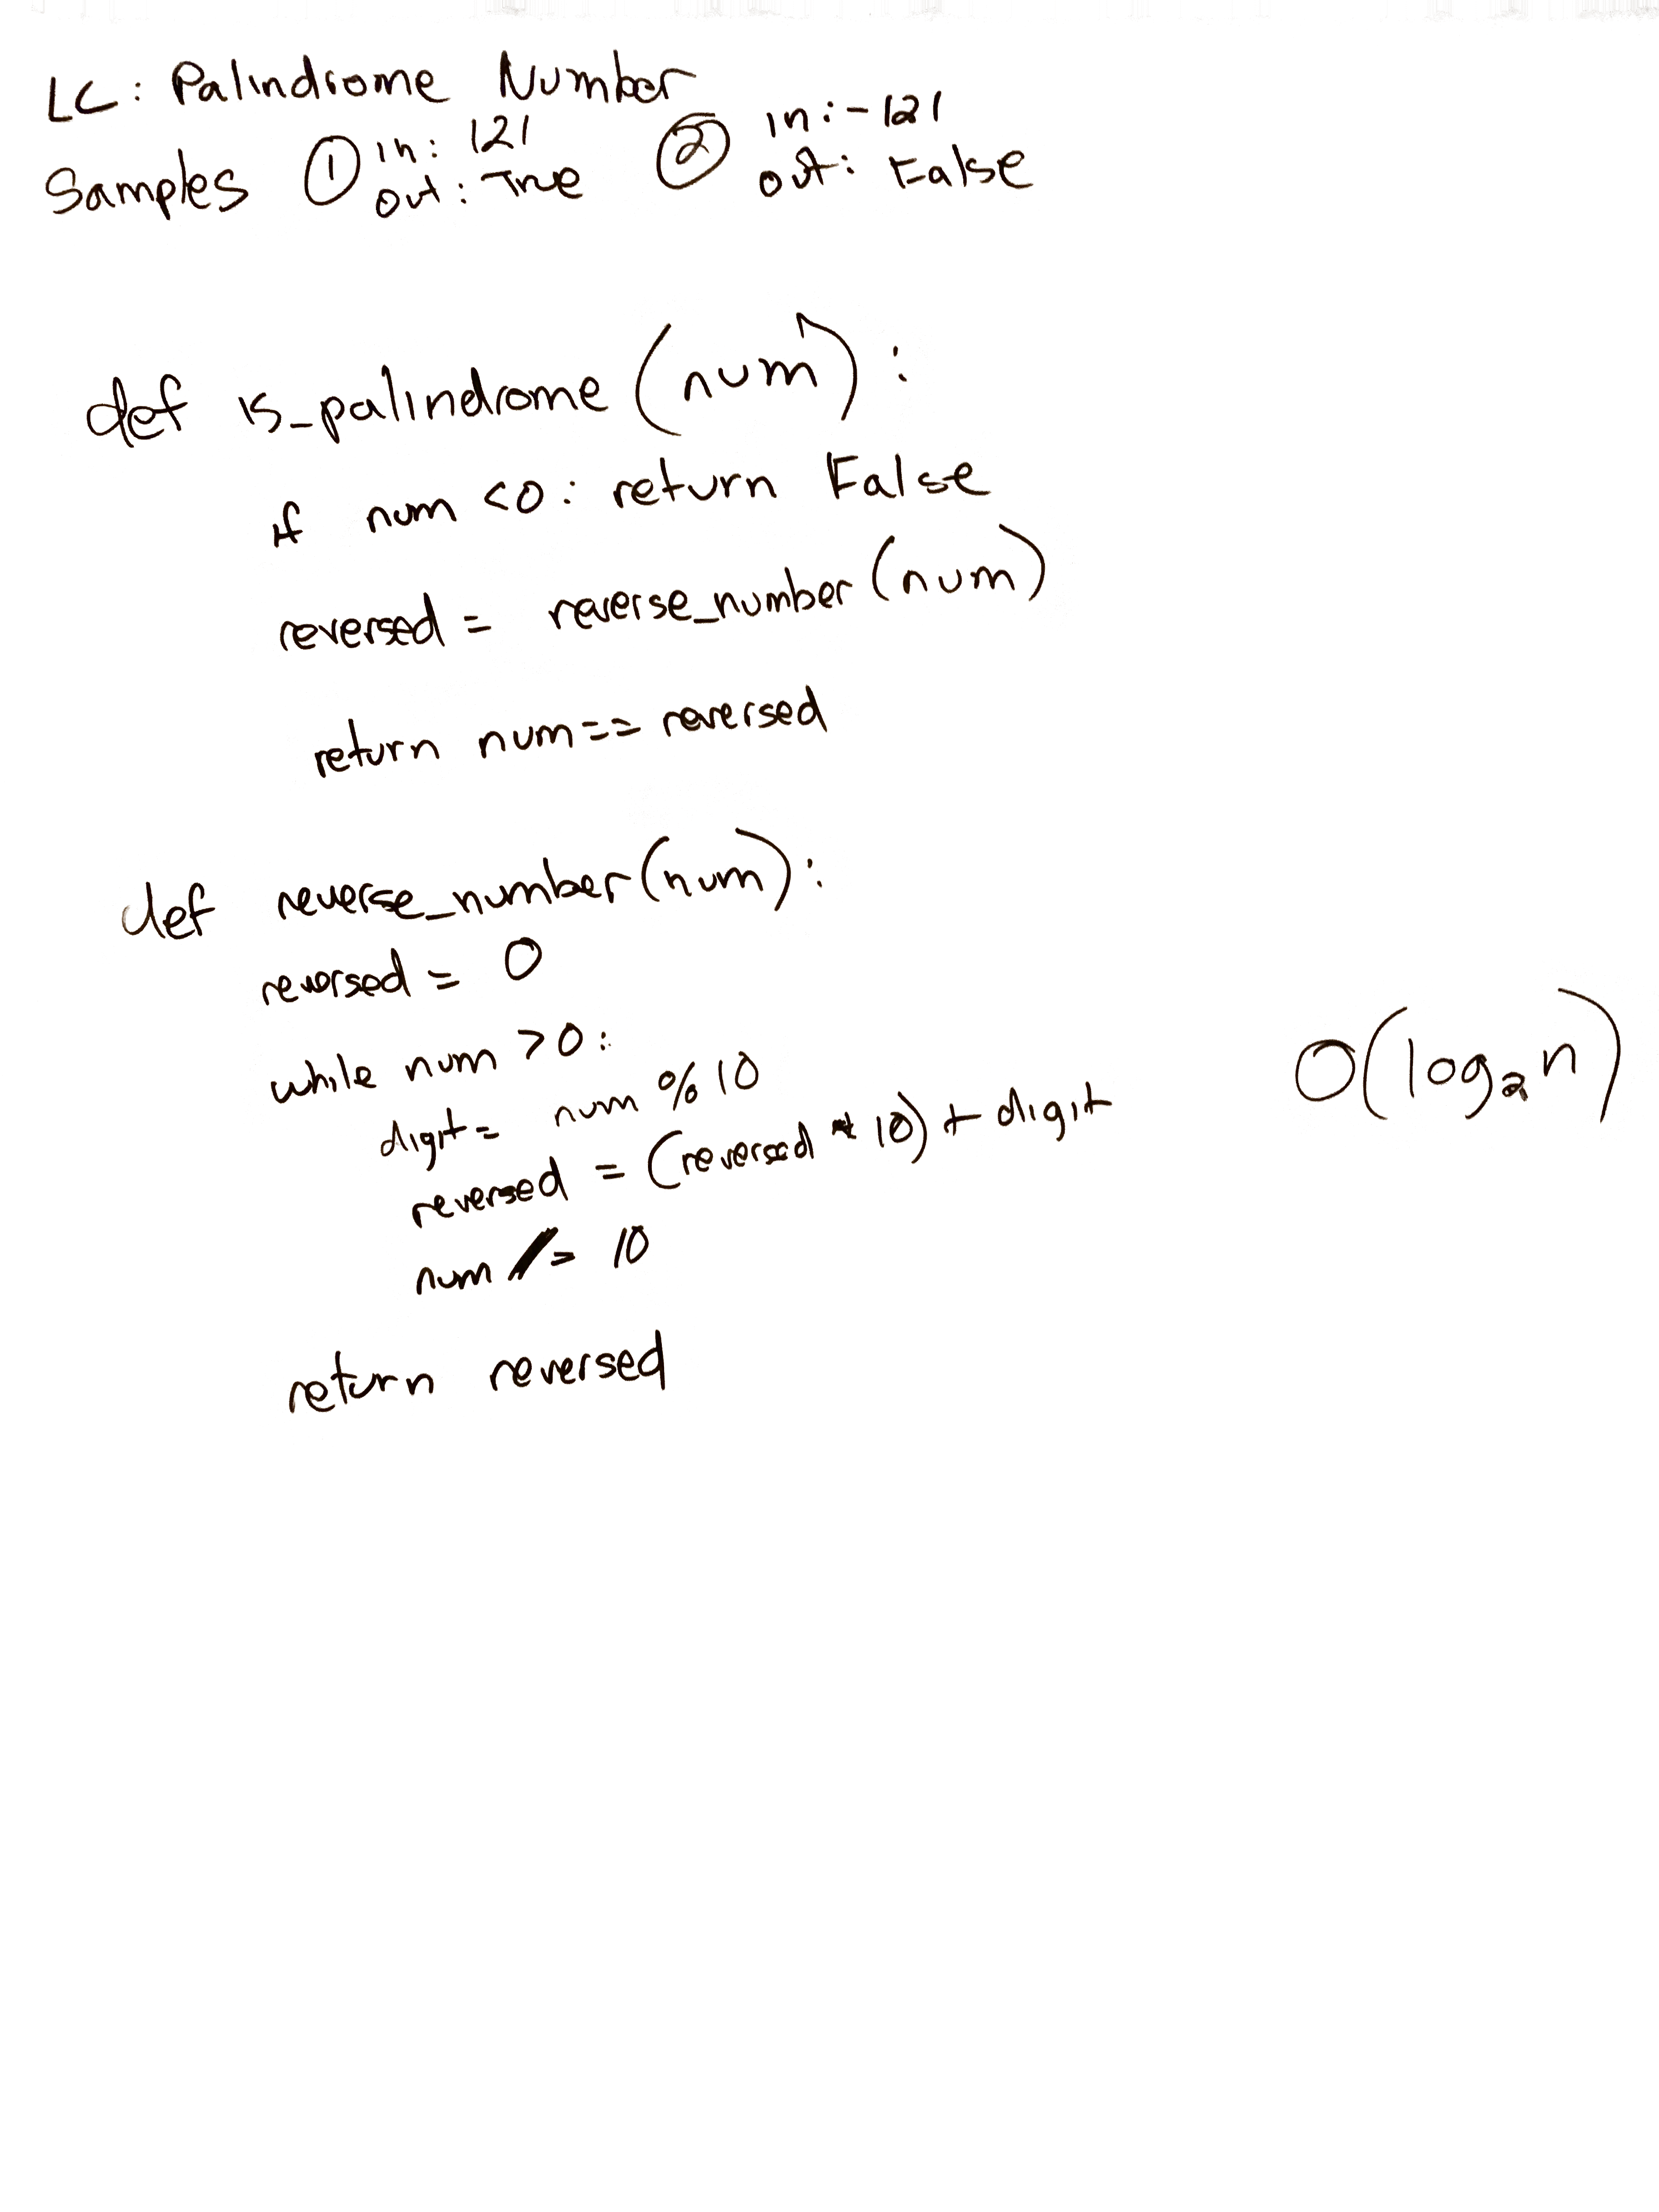 LC: Palindrome Number
Samples ① in: 121 ② in: -121
out: True out: False
def is_palindrome(num):
if num <0: return False
reversed = reverse_number(num)
return num == reversed
def reverse_number(num):
reversed = 0
while num > 0:
digit = num % 10
reversed = (reversed * 10) + digit
num /= 10
return reversed
O(log₂n)